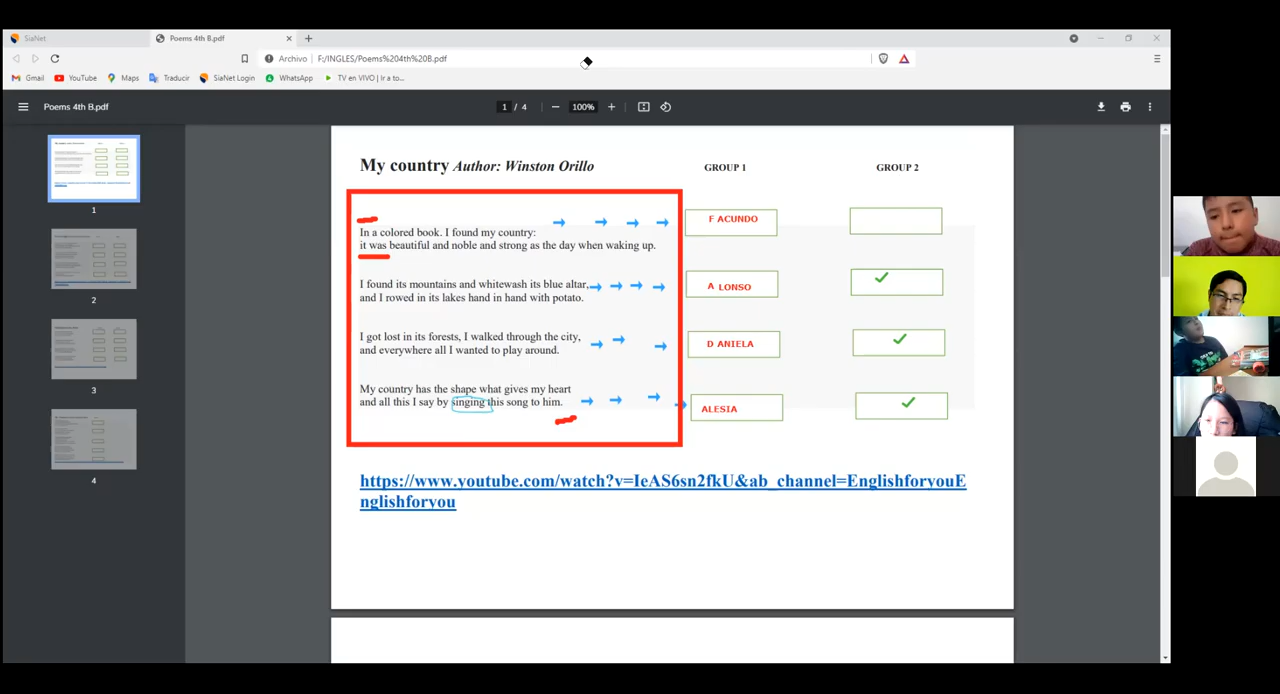 SiaNet
Poems 4th B.pdf
Archivo F:/INGLES/Poems%204th%20B.pdf
Gmail YouTube Maps Traducir SiaNet Login WhatsApp TV en VIVO | Ir a to...
Poems 4th B.pdf
1 / 4
100%
My country Author: Winston Orillo
GROUP 1
GROUP 2
In a colored book. I found my country:
it was beautiful and noble and strong as the day when waking up.
F ACUNDO
I found its mountains and whitewash its blue altar,
and I rowed in its lakes hand in hand with potato.
A LONSO
I got lost in its forests, I walked through the city,
and everywhere all I wanted to play around.
D ANIELA
My country has the shape what gives my heart
and all this I say by singing this song to him.
ALESIA
https://www.youtube.com/watch?v=IeAS6sn2fkU&ab_channel=EnglishforyouE
nglishforyou
1
2
3
4